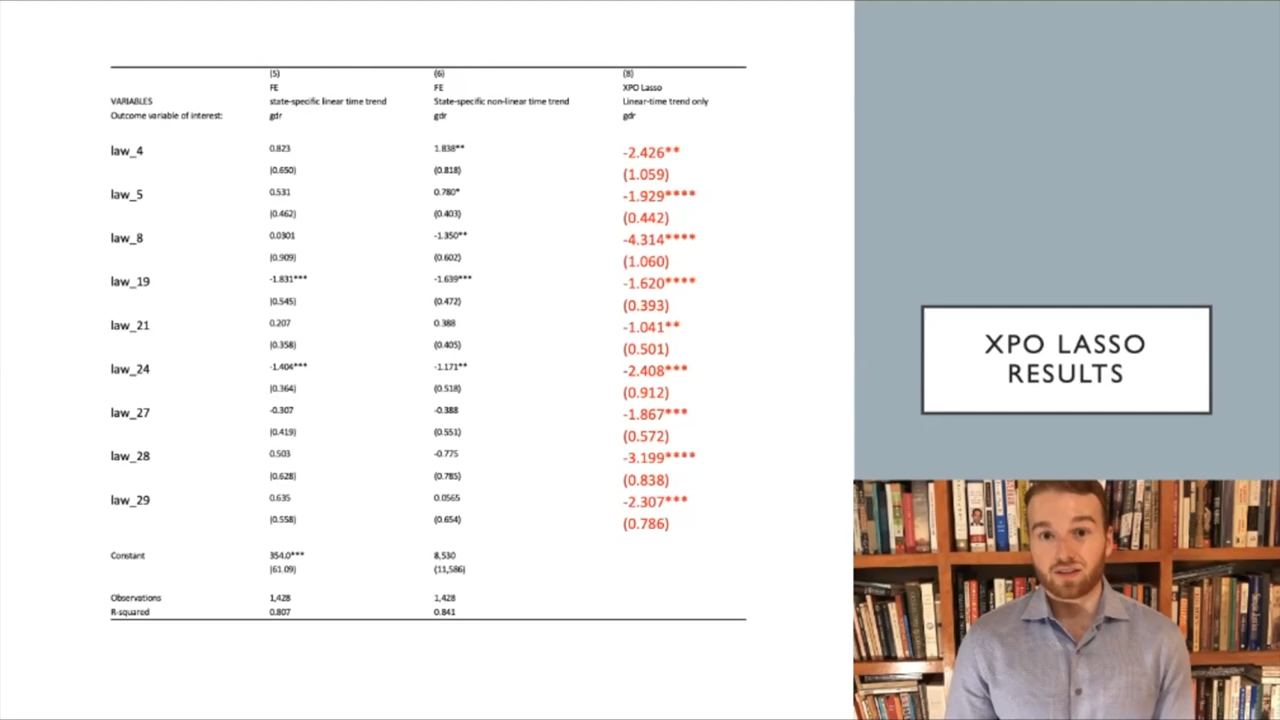 (5) (6) (8)
FE FE XPO Lasso
VARIABLES state-specific linear time trend State-specific non-linear time trend Linear-time trend only
Outcome variable of interest: gdr gdr gdr
law_4 0.823 1.838** -2.426**
(0.650) (0.818) (1.059)
law_5 0.531 0.780* -1.929****
(0.462) (0.403) (0.442)
law_8 0.0301 -1.350** -4.314****
(0.909) (0.602) (1.060)
law_19 -1.831*** -1.639*** -1.620****
(0.545) (0.472) (0.393)
law_21 0.207 0.388 -1.041**
(0.358) (0.405) (0.501)
law_24 -1.404*** -1.171** -2.408***
(0.364) (0.518) (0.912)
law_27 -0.307 -0.388 -1.867***
(0.419) (0.551) (0.572)
law_28 0.503 -0.775 -3.199****
(0.628) (0.785) (0.838)
law_29 0.635 0.0565 -2.307***
(0.558) (0.654) (0.786)
Constant 354.0*** 8,530
(61.09) (11,586)
Observations 1,428 1,428
R-squared 0.807 0.841
XPO LASSO
RESULTS